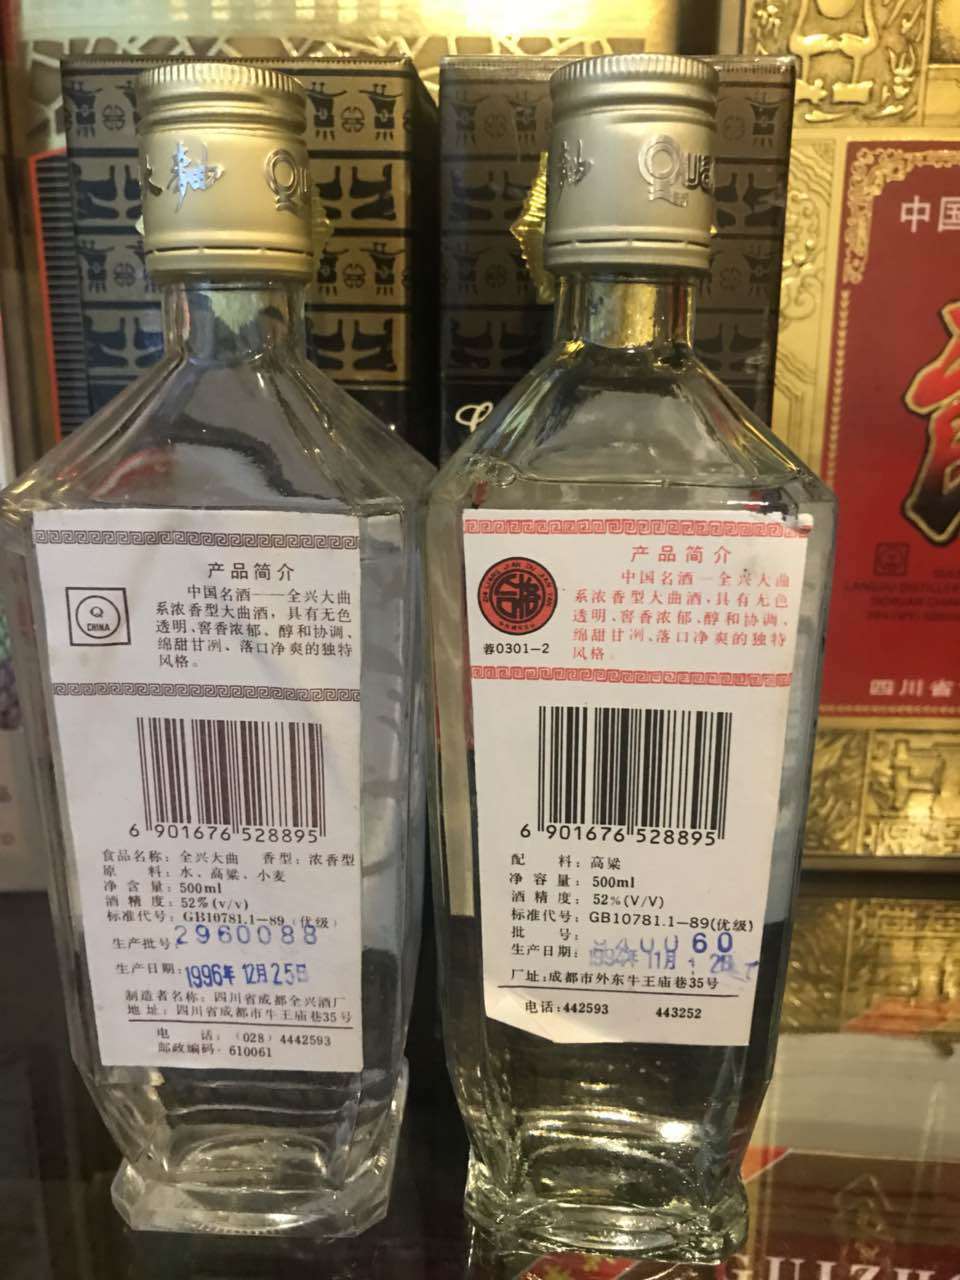 大曲
中国
产品简介
中国名酒——全兴大曲
系浓香型大曲酒，具有无色
透明、窖香浓郁、醇和协调、
绵甜甘冽、落口净爽的独特
风格。
Q
CHINA
6 901676 528895
食品名称：全兴大曲 香型：浓香型
原 料：水、高粱、小麦
净 含 量：500ml
酒 精 度：52%(v/v)
标准代号：GB10781.1—89（优级）
生产批号：2960088
生产日期：1996年12月25日
制造者名称：四川省成都全兴酒厂
地 址：四川省成都市牛王庙巷35号
电 话：（028）4442593
邮政编码：610061
产品简介
中国名酒—全兴大曲
系浓香型大曲酒，具有无色
透明、窖香浓郁、醇和协调、
绵甜甘冽、落口净爽的独特
风格。
蓉0301-2
6 901676 528895
配 料：高粱
净 容 量：500ml
酒 精 度：52%(V/V)
标准代号：GB10781.1—89(优级)
批 号：
生产日期：
厂址：成都市外东牛王庙巷35号
电话：442593 443252
四川省
GUIZH